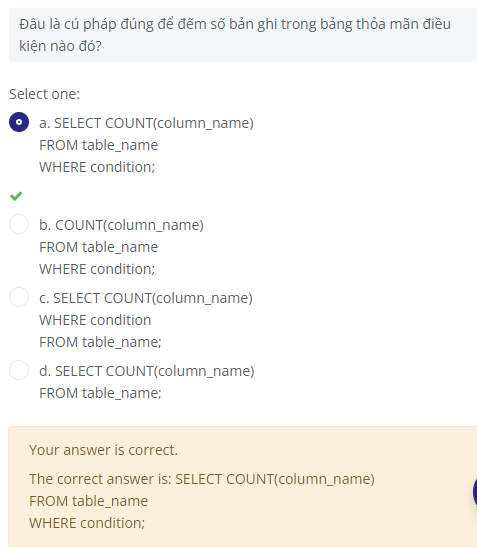 Đâu là cú pháp đúng để đếm số bản ghi trong bảng thỏa mãn điều
kiện nào đó?
Select one:
a. SELECT COUNT(column_name)
FROM table_name
WHERE condition;
b. COUNT(column_name)
FROM table_name
WHERE condition;
c. SELECT COUNT(column_name)
WHERE condition
FROM table_name;
d. SELECT COUNT(column_name)
FROM table_name;
Your answer is correct.
The correct answer is: SELECT COUNT(column_name)
FROM table_name
WHERE condition;